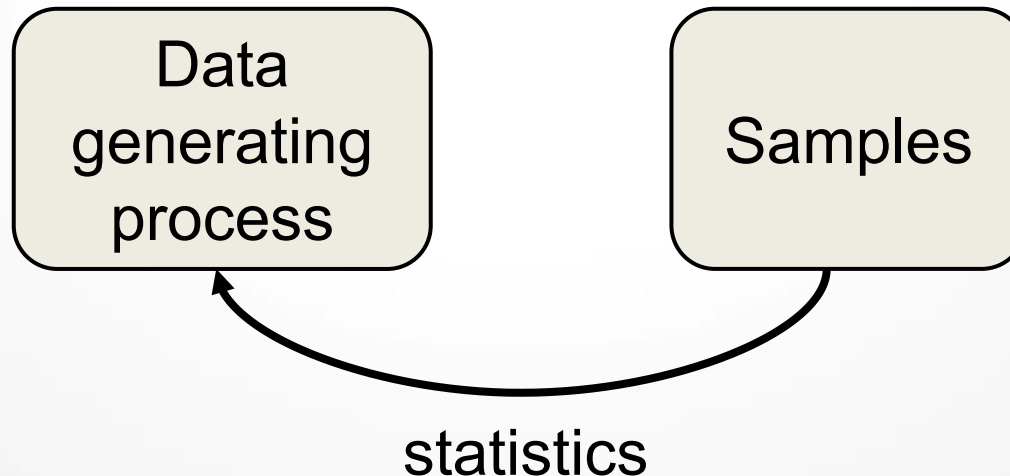 Data
generating
process
Samples
statistics